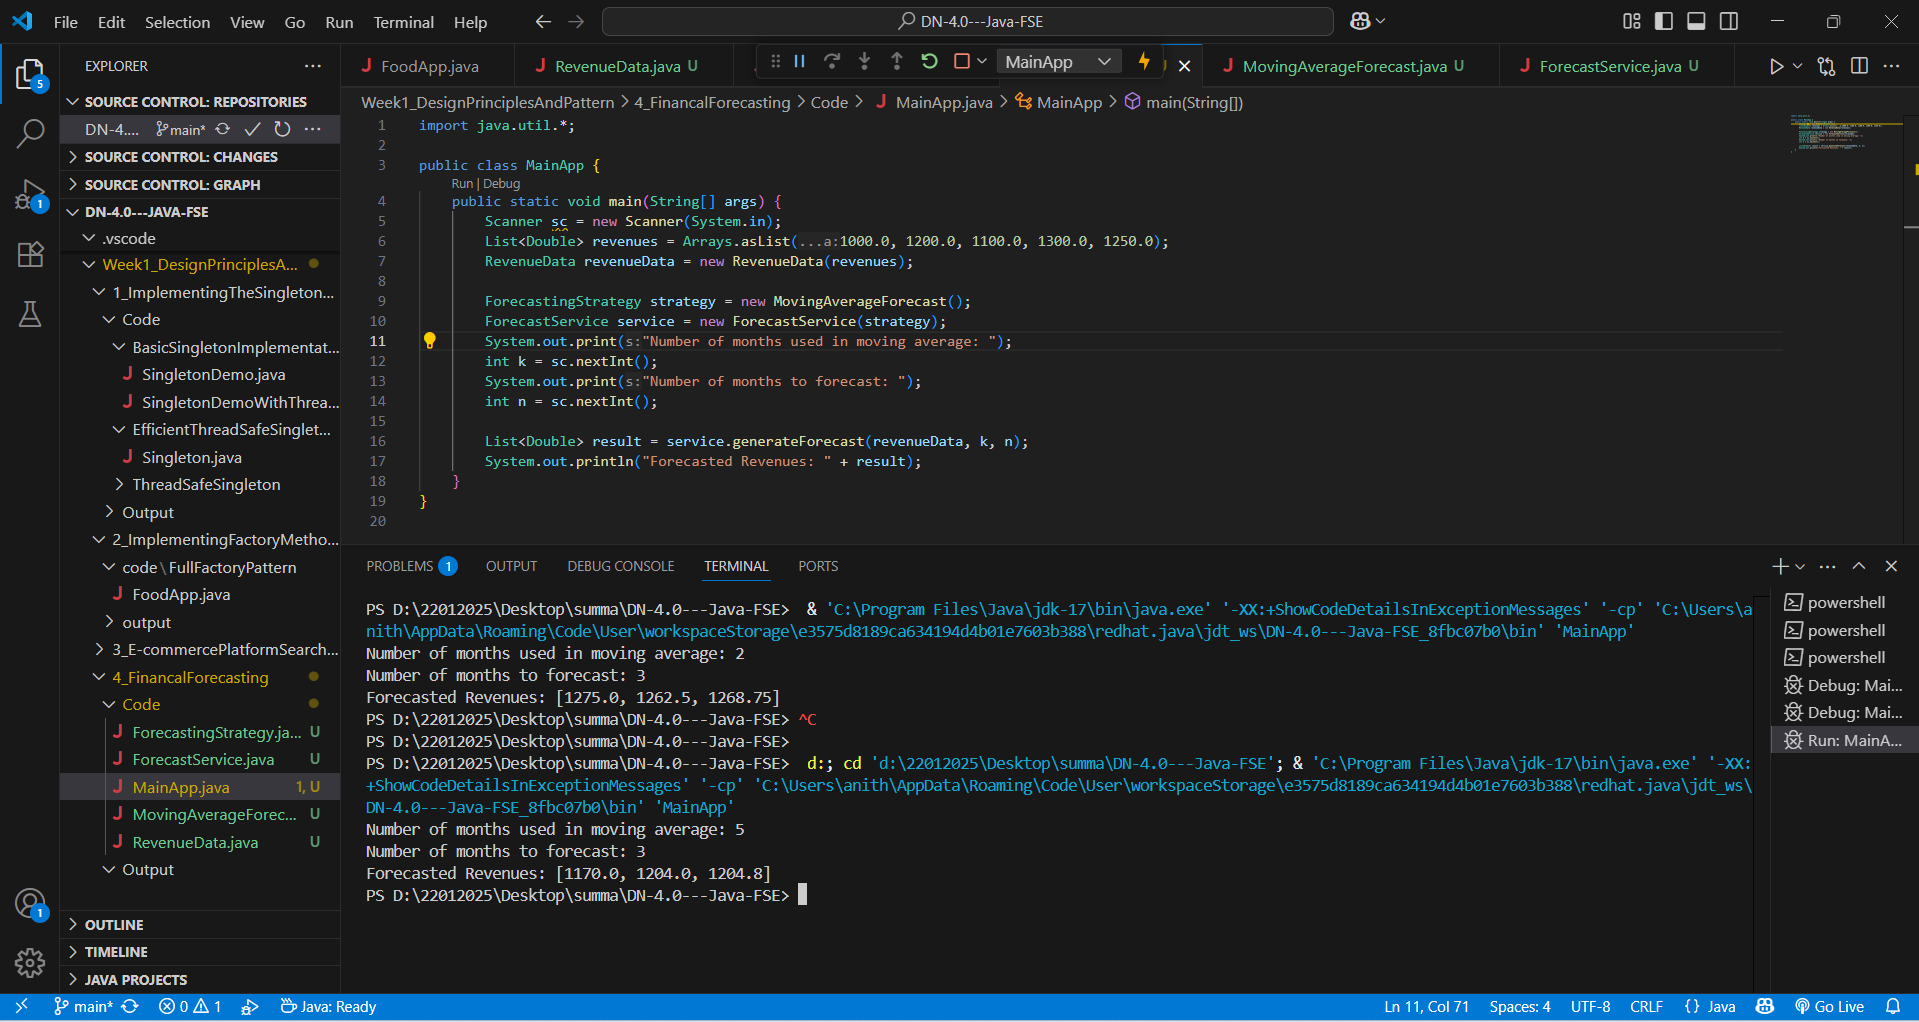 File Edit Selection View Go Run Terminal Help
DN-4.0---Java-FSE
EXPLORER
SOURCE CONTROL: REPOSITORIES
DN-4.... main*
SOURCE CONTROL: CHANGES
SOURCE CONTROL: GRAPH
DN-4.0---JAVA-FSE
.vscode
Week1_DesignPrinciplesA...
1_ImplementingTheSingleton...
Code
BasicSingletonImplementat...
SingletonDemo.java
SingletonDemoWithThrea...
EfficientThreadSafeSinglet...
Singleton.java
ThreadSafeSingleton
Output
2_ImplementingFactoryMetho...
code\FullFactoryPattern
FoodApp.java
output
3_E-commercePlatformSearch...
4_FinancalForecasting
Code
ForecastingStrategy.ja... U
ForecastService.java U
MainApp.java 1, U
MovingAverageForec... U
RevenueData.java U
Output
OUTLINE
TIMELINE
JAVA PROJECTS
5
1
1
FoodApp.java
RevenueData.java U
MainApp
MovingAverageForecast.java U
ForecastService.java U
Week1_DesignPrinciplesAndPattern > 4_FinancalForecasting > Code > MainApp.java > MainApp > main(String[])
1 import java.util.*;
2
3 public class MainApp {
Run | Debug
4 public static void main(String[] args) {
5 Scanner sc = new Scanner(System.in);
6 List<Double> revenues = Arrays.asList(...a:1000.0, 1200.0, 1100.0, 1300.0, 1250.0);
7 RevenueData revenueData = new RevenueData(revenues);
8
9 ForecastingStrategy strategy = new MovingAverageForecast();
10 ForecastService service = new ForecastService(strategy);
11 System.out.print(s:"Number of months used in moving average: ");
12 int k = sc.nextInt();
13 System.out.print(s:"Number of months to forecast: ");
14 int n = sc.nextInt();
15
16 List<Double> result = service.generateForecast(revenueData, k, n);
17 System.out.println("Forecasted Revenues: " + result);
18 }
19 }
20
PROBLEMS 1 OUTPUT DEBUG CONSOLE TERMINAL PORTS
PS D:\22012025\Desktop\summa\DN-4.0---Java-FSE> & 'C:\Program Files\Java\jdk-17\bin\java.exe' '-XX:+ShowCodeDetailsInExceptionMessages' '-cp' 'C:\Users\a
nith\AppData\Roaming\Code\User\workspaceStorage\e3575d8189ca634194d4b01e7603b388\redhat.java\jdt_ws\DN-4.0---Java-FSE_8fbc07b0\bin' 'MainApp'
Number of months used in moving average: 2
Number of months to forecast: 3
Forecasted Revenues: [1275.0, 1262.5, 1268.75]
PS D:\22012025\Desktop\summa\DN-4.0---Java-FSE> ^C
PS D:\22012025\Desktop\summa\DN-4.0---Java-FSE>
PS D:\22012025\Desktop\summa\DN-4.0---Java-FSE> d:; cd 'd:\22012025\Desktop\summa\DN-4.0---Java-FSE'; & 'C:\Program Files\Java\jdk-17\bin\java.exe' '-XX:
+ShowCodeDetailsInExceptionMessages' '-cp' 'C:\Users\anith\AppData\Roaming\Code\User\workspaceStorage\e3575d8189ca634194d4b01e7603b388\redhat.java\jdt_ws\
DN-4.0---Java-FSE_8fbc07b0\bin' 'MainApp'
Number of months used in moving average: 5
Number of months to forecast: 3
Forecasted Revenues: [1170.0, 1204.0, 1204.8]
PS D:\22012025\Desktop\summa\DN-4.0---Java-FSE>
powershell
powershell
powershell
Debug: Mai...
Debug: Mai...
Run: MainA...
main* 0 1 Java: Ready
Ln 11, Col 71 Spaces: 4 UTF-8 CRLF {} Java Go Live